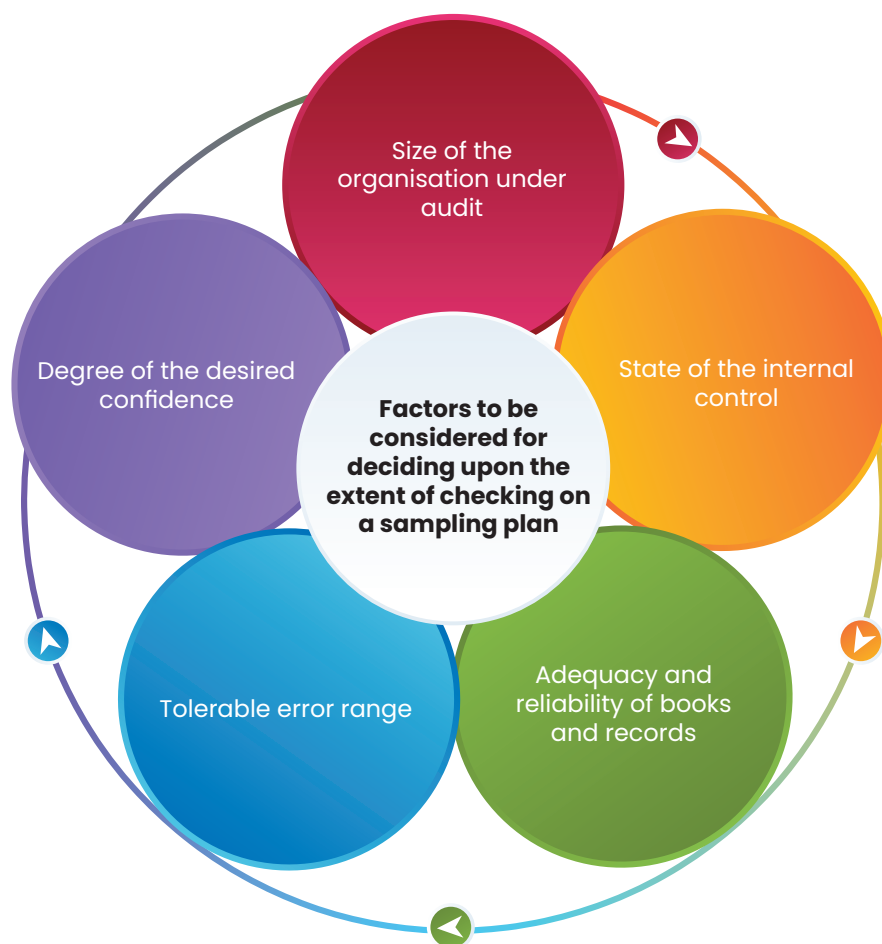 Size of the
organisation under
audit
State of the internal
control
Adequacy and
reliability of books
and records
Tolerable error range
Degree of the desired
confidence
Factors to be
considered for
deciding upon the
extent of checking on
a sampling plan